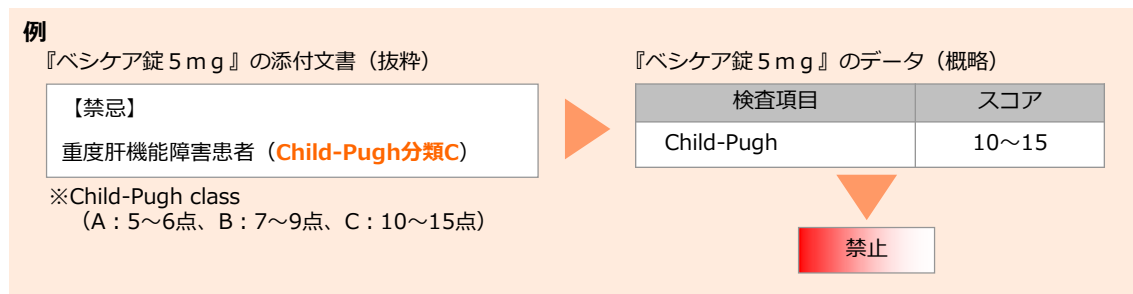 例
『ベシケア錠５ｍｇ』の添付文書（抜粋）
【禁忌】
重度肝機能障害患者（Child-Pugh分類C）
※Child-Pugh class
（A：5～6点、B：7～9点、C：10～15点）
『ベシケア錠５ｍｇ』のデータ（概略）
検査項目 スコア
Child-Pugh 10～15
禁止